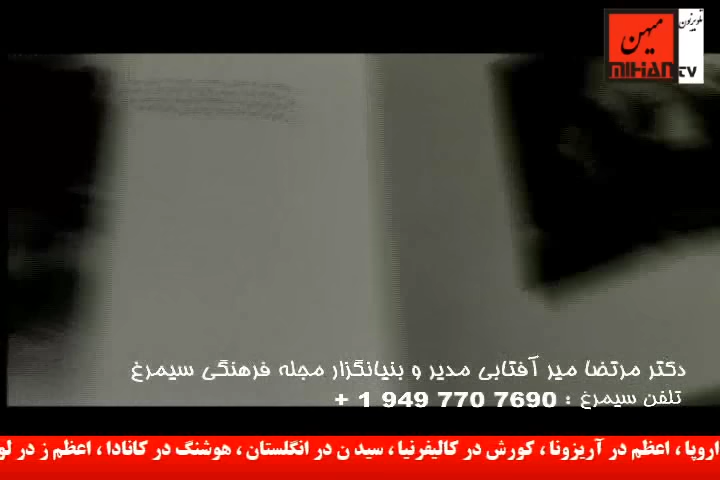 تلویزیون
میهن
MIHAN TV
دکتر مرتضا میر آفتابی مدیر و بنیانگزار مجله فرهنگی سیمرغ
تلفن سیمرغ : 7690 770 949 1 +
اروپا ، اعظم در آریزونا ، کورش در کالیفرنیا ، سید ن در انگلستان ، هوشنگ در کانادا ، اعظم ز در لو